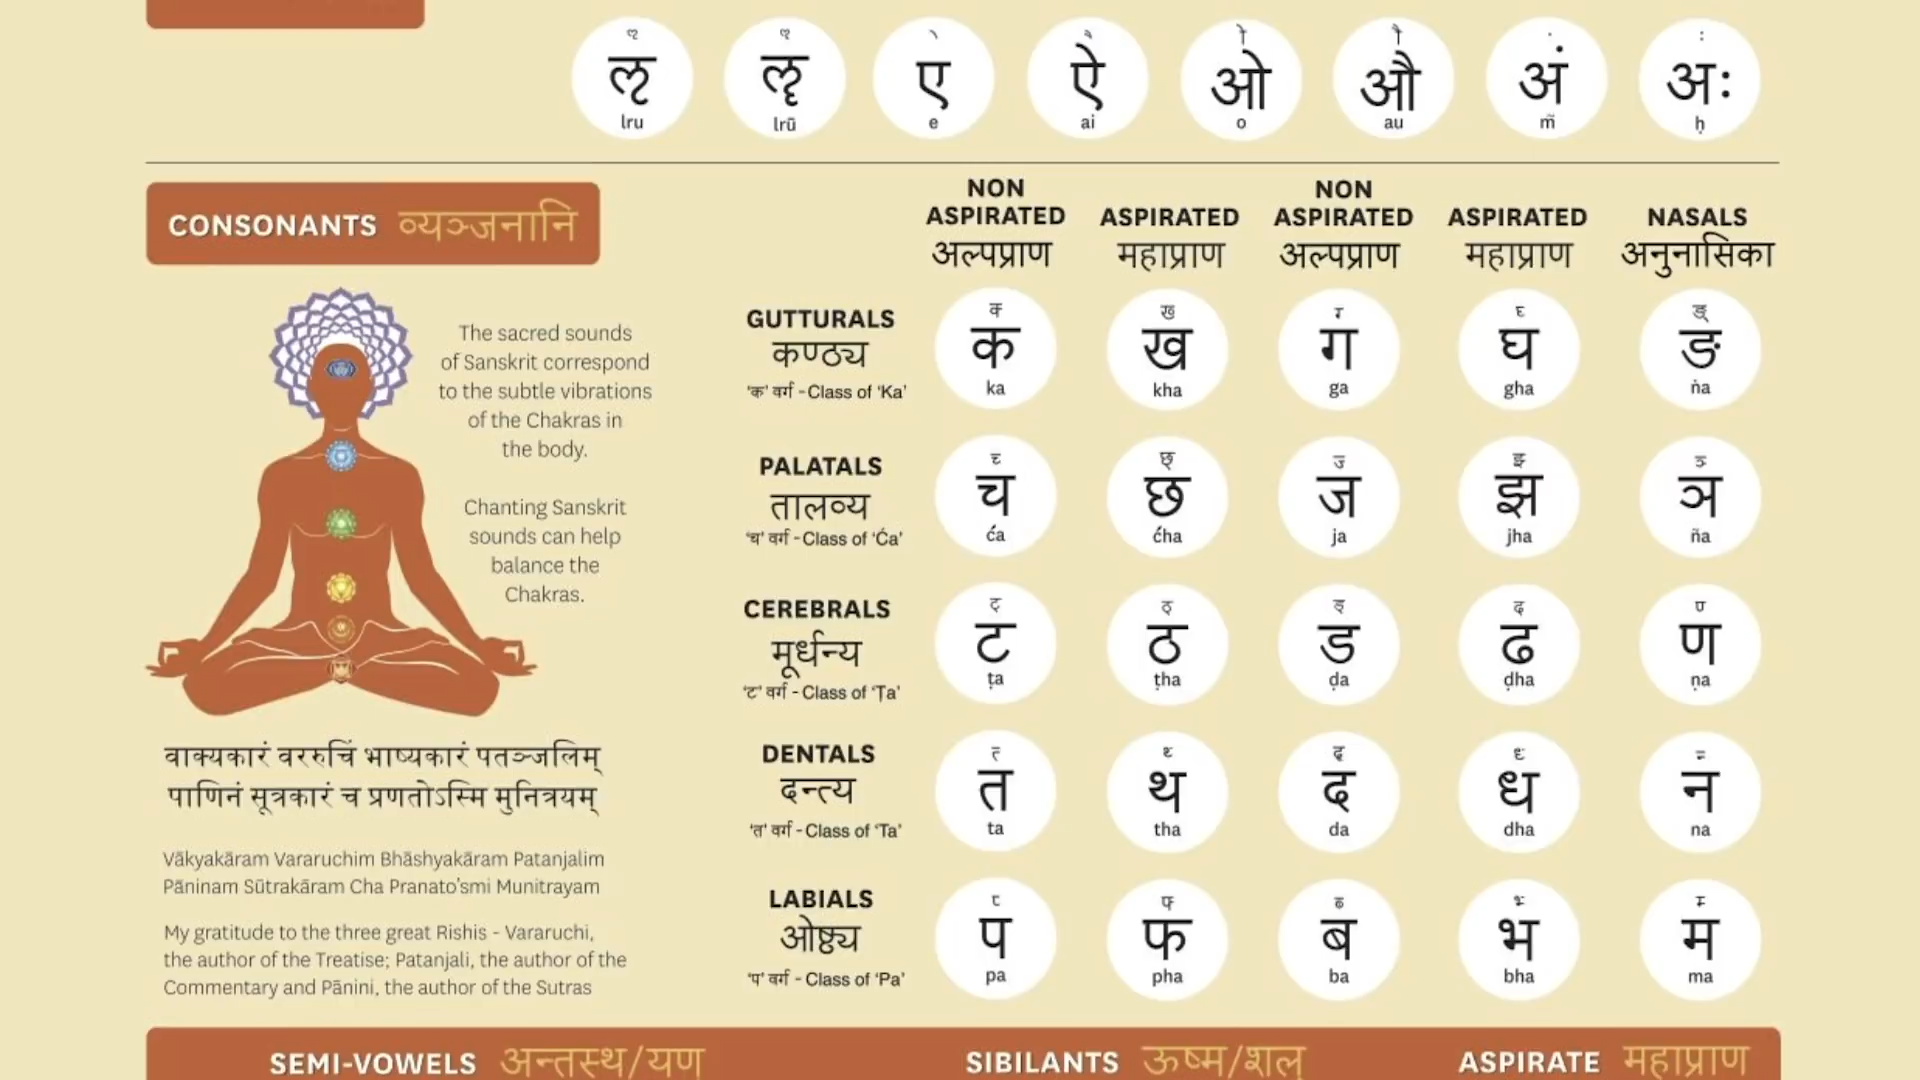 ऌ ॡ ए ऐ ओ औ अं अः
lru lrū e ai o au m̃ ḥ
CONSONANTS व्यञ्जनानि
NON ASPIRATED
अल्पप्राण
ASPIRATED
महाप्राण
NON ASPIRATED
अल्पप्राण
ASPIRATED
महाप्राण
NASALS
अनुनासिका
The sacred sounds
of Sanskrit correspond
to the subtle vibrations
of the Chakras in
the body.
Chanting Sanskrit
sounds can help
balance the
Chakras.
वाक्यकारं वररुचिं भाष्यकारं पतञ्जलिम्
पाणिनं सूत्रकारं च प्रणतोऽस्मि मुनित्रयम्
Vākyakāram Vararuchim Bhāshyakāram Patanjalim
Pāninam Sūtrakāram Cha Pranato'smi Munitrayam
My gratitude to the three great Rishis - Vararuchi,
the author of the Treatise; Patanjali, the author of the
Commentary and Pānini, the author of the Sutras
GUTTURALS
कण्ठ्य
'क' वर्ग - Class of 'Ka'
क ख ग घ ङ
ka kha ga gha ṅa
PALATALS
तालव्य
'च' वर्ग - Class of 'Ća'
च छ ज झ ञ
ća ćha ja jha ña
CEREBRALS
मूर्धन्य
'ट' वर्ग - Class of 'Ṭa'
ट ठ ड ढ ण
ṭa ṭha ḍa ḍha ṇa
DENTALS
दन्त्य
'त' वर्ग - Class of 'Ta'
त थ द ध न
ta tha da dha na
LABIALS
ओष्ठ्य
'प' वर्ग - Class of 'Pa'
प फ ब भ म
pa pha ba bha ma
SEMI-VOWELS अन्तस्थ/यण
SIBILANTS ऊष्म/शल्
ASPIRATE महाप्राण